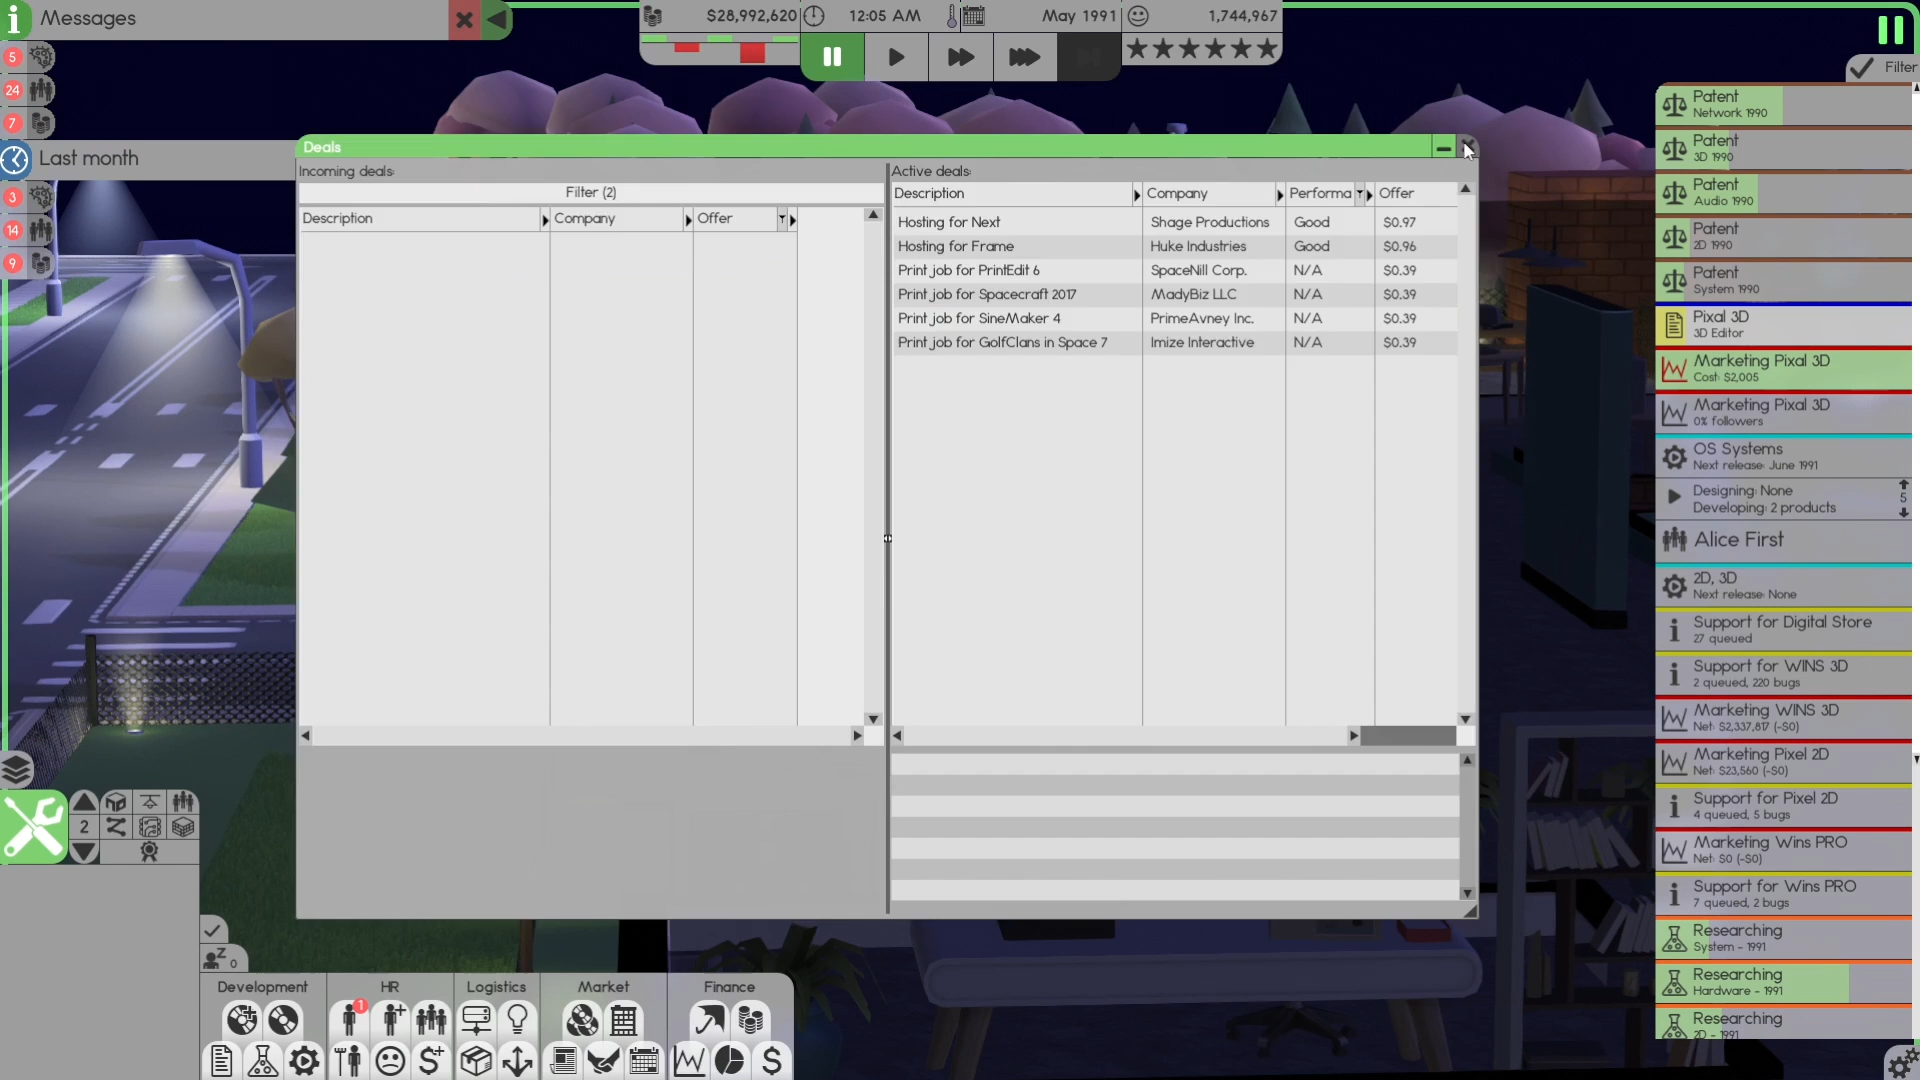 Messages
$28,992,620
12:05 AM
May 1991
1,744,967
5
24
7
Last month
3
14
9
Filter
Deals
Incoming deals:
Filter (2)
Description
Company
Offer
Active deals:
Description
Company
Performa
Offer
Hosting for Next
Shage Productions
Good
$0.97
Hosting for Frame
Huke Industries
Good
$0.96
Print job for PrintEdit 6
SpaceNill Corp.
N/A
$0.39
Print job for Spacecraft 2017
MadyBiz LLC
N/A
$0.39
Print job for SineMaker 4
PrimeAvney Inc.
N/A
$0.39
Print job for GolfClans in Space 7
Imize Interactive
N/A
$0.39
Patent
Network 1990
Patent
3D 1990
Patent
Audio 1990
Patent
2D 1990
Patent
System 1990
Pixal 3D
3D Editor
Marketing Pixal 3D
Cost: $2,005
Marketing Pixal 3D
0% followers
OS Systems
Next release: June 1991
Designing: None
Developing: 2 products
5
Alice First
2D, 3D
Next release: None
Support for Digital Store
27 queued
Support for WINS 3D
2 queued, 220 bugs
Marketing WINS 3D
Net: $2,337,817 (-$0)
Marketing Pixel 2D
Net: $23,560 (-$0)
Support for Pixel 2D
4 queued, 5 bugs
Marketing Wins PRO
Net: $0 (-$0)
Support for Wins PRO
7 queued, 2 bugs
Researching
System - 1991
Researching
Hardware - 1991
Researching
2D - 1991
2
Z
0
Development
HR
Logistics
Market
Finance
1